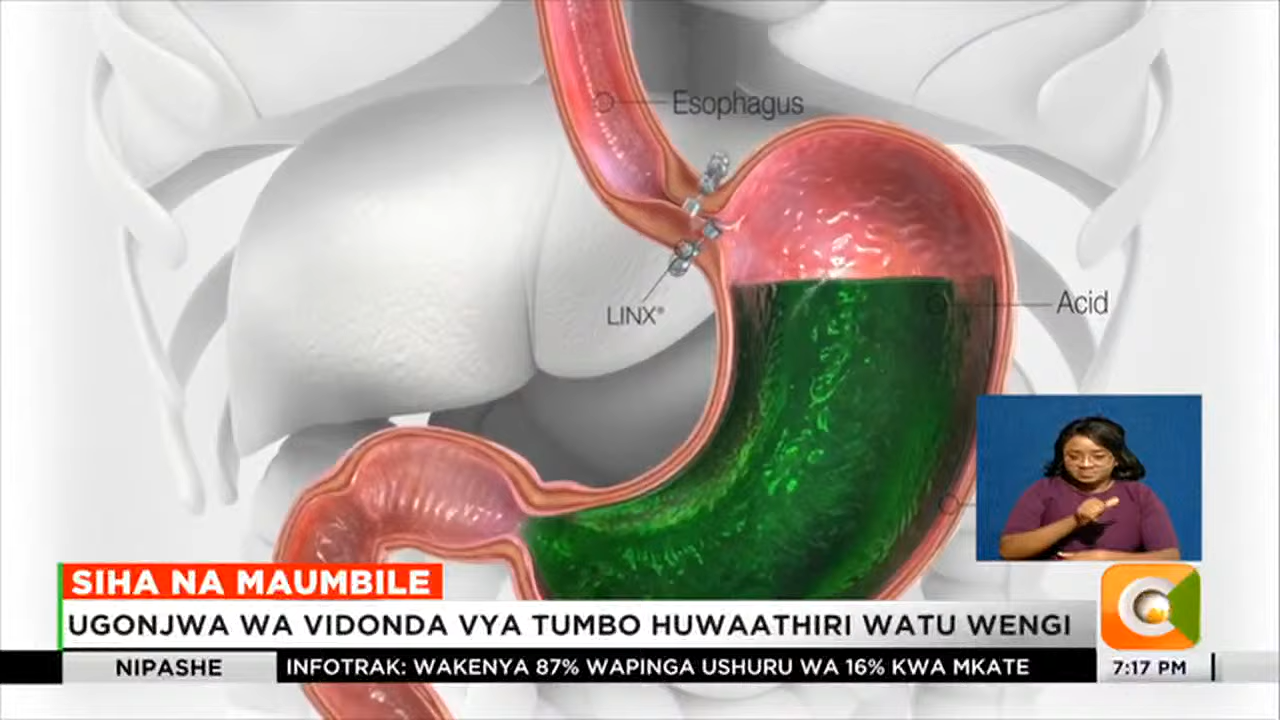 Esophagus
LINX®
Acid
SIHA NA MAUMBILE
UGONJWA WA VIDONDA VYA TUMBO HUWAATHIRI WATU WENGI
NIPASHE
INFOTRAK: WAKENYA 87% WAPINGA USHURU WA 16% KWA MKATE
7:17 PM